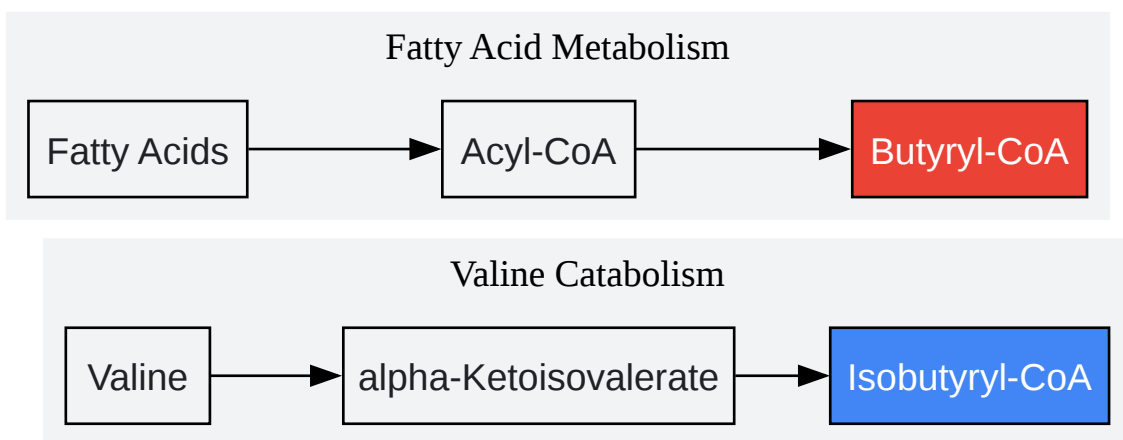 Fatty Acid Metabolism
Fatty Acids
Acyl-CoA
Butyryl-CoA
Valine Catabolism
Valine
alpha-Ketoisovalerate
Isobutyryl-CoA